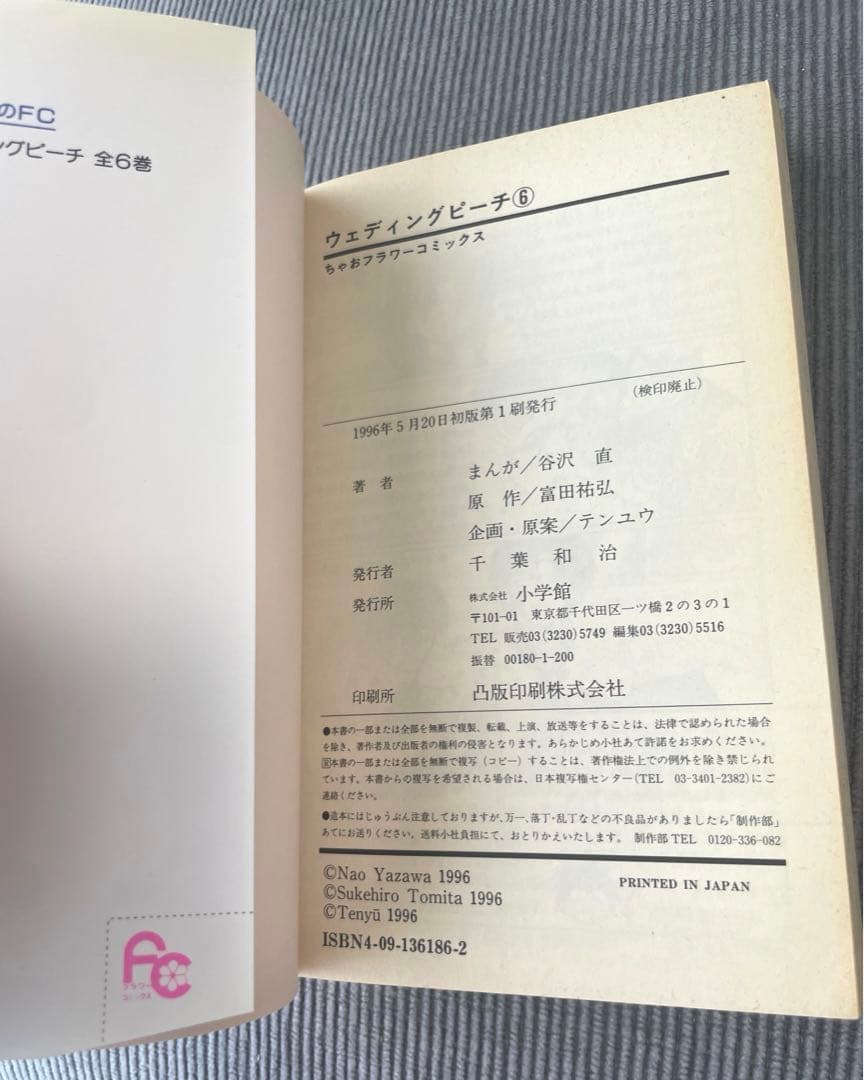 のFC
ングピーチ 全6巻
フラワー
コミックス
FC
ウェディングピーチ⑥
ちゃおフラワーコミックス
1996年5月20日初版第1刷発行
(検印廃止)
著 者
まんが/谷沢 直
原 作/富田祐弘
企画・原案/テンユウ
発行者
千 葉 和 治
発行所
株式会社 小学館
〒101-01 東京都千代田区一ツ橋2の3の1
TEL 販売03(3230)5749 編集03(3230)5516
振替 00180-1-200
印刷所
凸版印刷株式会社
●本書の一部または全部を無断で複製、転載、上演、放送等をすることは、法律で認められた場合
を除き、著作者及び出版者の権利の侵害となります。あらかじめ小社あて許諾をお求めください。
本書の一部または全部を無断で複写(コピー)することは、著作権法上での例外を除き禁じられ
ています。本書からの複写を希望される場合は、日本複写権センター(TEL 03-3401-2382)にご
連絡ください。
●造本にはじゅうぶん注意しておりますが、万一、落丁・乱丁などの不良品がありましたら「制作部」
あてにお送りください。送料小社負担にて、おとりかえいたします。 制作部 TEL 0120-336-082
©Nao Yazawa 1996
©Sukehiro Tomita 1996
©Tenyū 1996
PRINTED IN JAPAN
ISBN4-09-136186-2